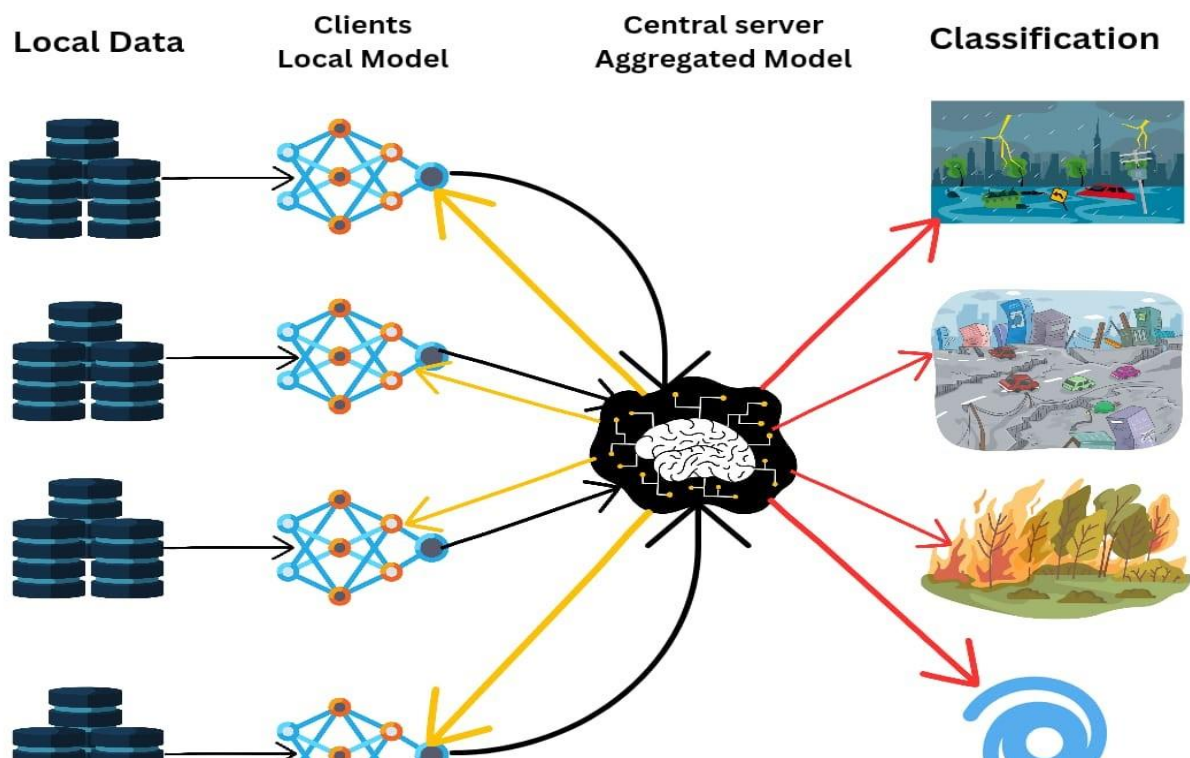 Local Data
Clients
Local Model
Central server
Aggregated Model
Classification